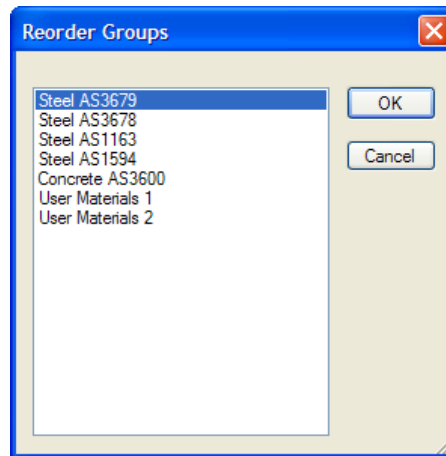 Reorder Groups
Steel AS3679
Steel AS3678
Steel AS1163
Steel AS1594
Concrete AS3600
User Materials 1
User Materials 2
OK
Cancel